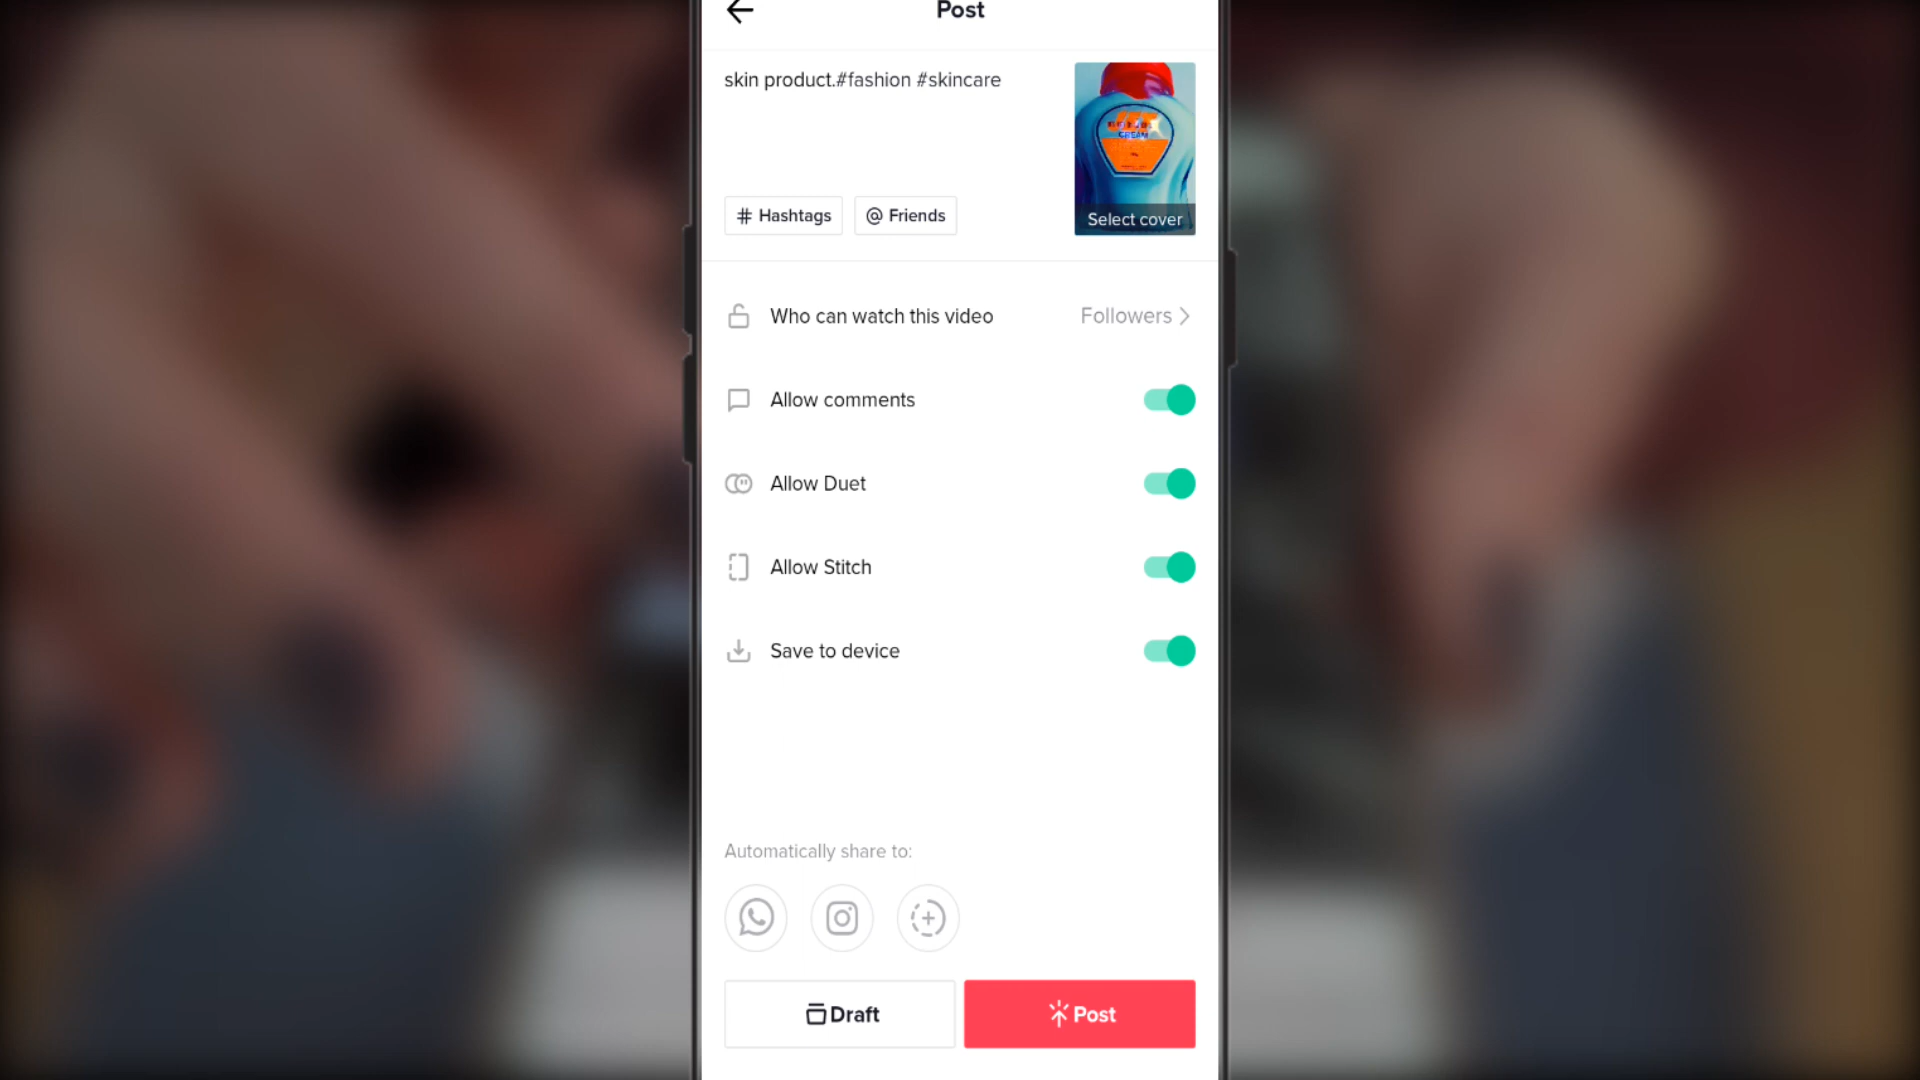 Post
skin product.#fashion #skincare
CREAM
# Hashtags
@ Friends
Select cover
Who can watch this video
Followers
Allow comments
Allow Duet
Allow Stitch
Save to device
Automatically share to:
Draft
Post